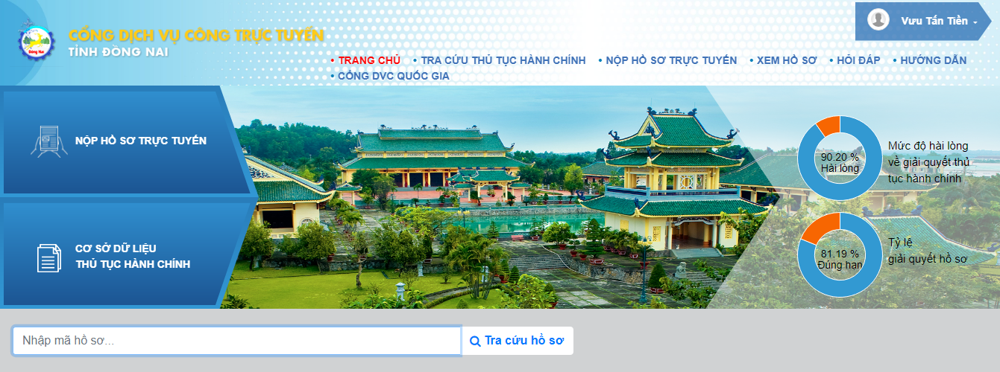 Vưu Tấn Tiền
CỔNG DỊCH VỤ CÔNG TRỰC TUYẾN
TỈNH ĐỒNG NAI
Đồng Nai
TRANG CHỦ
TRA CỨU THỦ TỤC HÀNH CHÍNH
NỘP HỒ SƠ TRỰC TUYẾN
XEM HỒ SƠ
HỎI ĐÁP
HƯỚNG DẪN
CỔNG DVC QUỐC GIA
NỘP HỒ SƠ TRỰC TUYẾN
CƠ SỞ DỮ LIỆU
THỦ TỤC HÀNH CHÍNH
90.20 %
Hài lòng
Mức độ hài lòng
về giải quyết thủ
tục hành chính
81.19 %
Đúng hạn
Tỷ lệ
giải quyết hồ sơ
Nhập mã hồ sơ...
Tra cứu hồ sơ